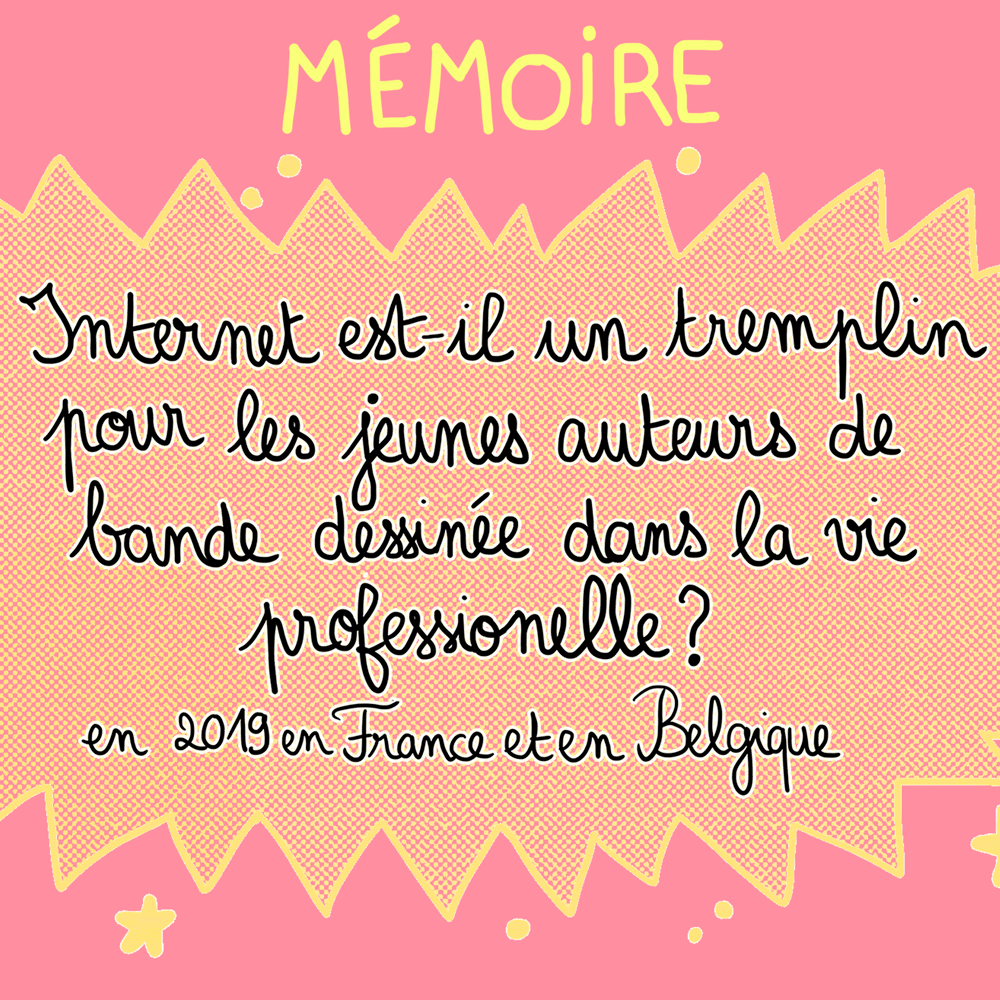 MÉMOIRE
Internet est-il un tremplin
pour les jeunes auteurs de
bande dessinée dans la vie
professionelle?
en 2019 en France et en Belgique